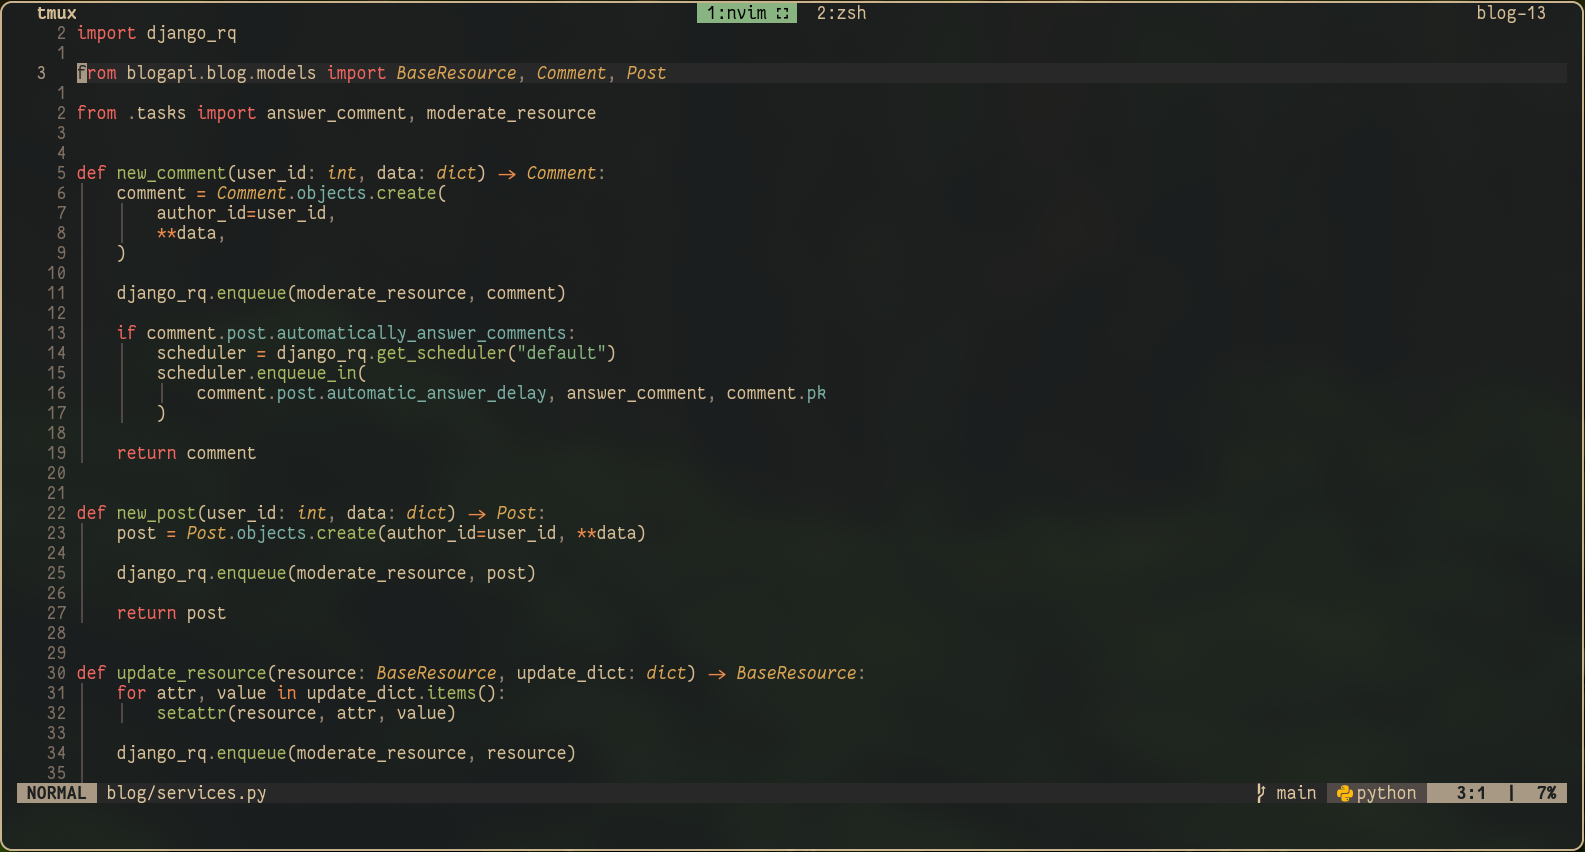 tmux 1:nvim 2:zsh blog-13
2 import django_rq
1
3 from blogapi.blog.models import BaseResource, Comment, Post
1
2 from .tasks import answer_comment, moderate_resource
3
4
5 def new_comment(user_id: int, data: dict) -> Comment:
6     comment = Comment.objects.create(
7         author_id=user_id,
8         **data,
9     )
10
11     django_rq.enqueue(moderate_resource, comment)
12
13     if comment.post.automatically_answer_comments:
14         scheduler = django_rq.get_scheduler("default")
15         scheduler.enqueue_in(
16             comment.post.automatic_answer_delay, answer_comment, comment.pk
17         )
18
19     return comment
20
21
22 def new_post(user_id: int, data: dict) -> Post:
23     post = Post.objects.create(author_id=user_id, **data)
24
25     django_rq.enqueue(moderate_resource, post)
26
27     return post
28
29
30 def update_resource(resource: BaseResource, update_dict: dict) -> BaseResource:
31     for attr, value in update_dict.items():
32         setattr(resource, attr, value)
33
34     django_rq.enqueue(moderate_resource, resource)
35
NORMAL blog/services.py main python 3:1 | 7%